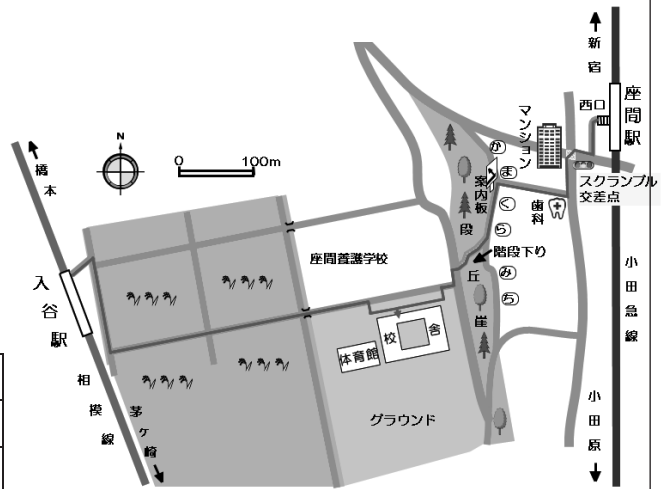 新宿
座間駅
西口
マンション
スクランブル
交差点
歯科
案内板
かまくらみち
段丘崖
階段下り
小田急線
小田原
N
0 100m
橋本
入谷駅
相模線
茅ヶ崎
座間養護学校
校舎
体育館
グラウンド